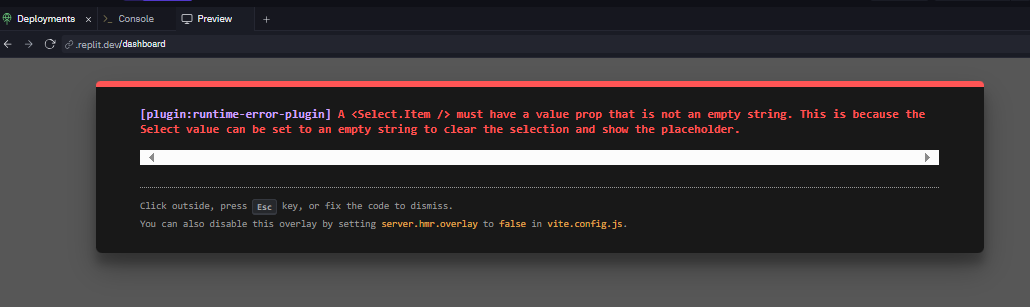 Deployments × >_ Console Preview +
.replit.dev/dashboard
[plugin:runtime-error-plugin] A <Select.Item /> must have a value prop that is not an empty string. This is because the
Select value can be set to an empty string to clear the selection and show the placeholder.
Click outside, press Esc key, or fix the code to dismiss.
You can also disable this overlay by setting server.hmr.overlay to false in vite.config.js.